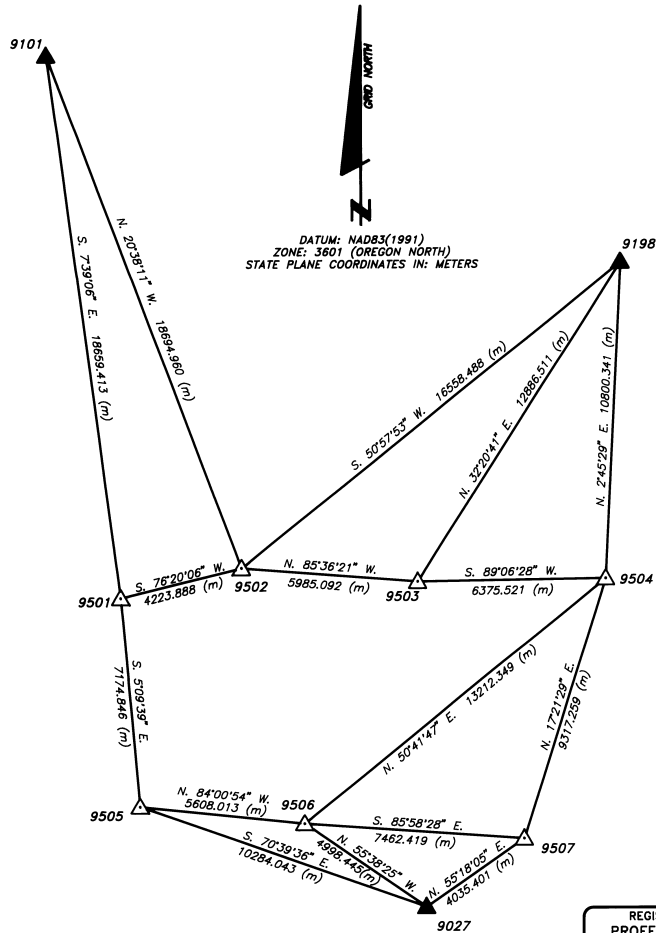 9101
GRID NORTH
N
DATUM: NAD83(1991)
ZONE: 3601 (OREGON NORTH)
STATE PLANE COORDINATES IN: METERS
9198
S. 7°39'06" E. 18659.413 (m)
N. 20°38'11" W. 18694.960 (m)
S. 50°57'53" W. 16558.488 (m)
N. 32°20'41" E. 12886.511 (m)
N. 2°45'29" E. 10800.341 (m)
9501
S. 76°20'06" W.
4223.888 (m)
9502
N. 85°36'21" W.
5985.092 (m)
9503
S. 89°06'28" W.
6375.521 (m)
9504
S. 5°09'39" E.
7174.846 (m)
N. 50°41'47" E. 13212.349 (m)
N. 17°21'29" E.
9317.259 (m)
9505
N. 84°00'54" W.
5608.013 (m)
9506
S. 85°58'28" E.
7462.419 (m)
9507
S. 70°39'36" E.
10284.043 (m)
N. 55°38'25" W.
4998.445(m)
N. 55°18'05" E.
4035.401 (m)
9027
REGIS
PROFE